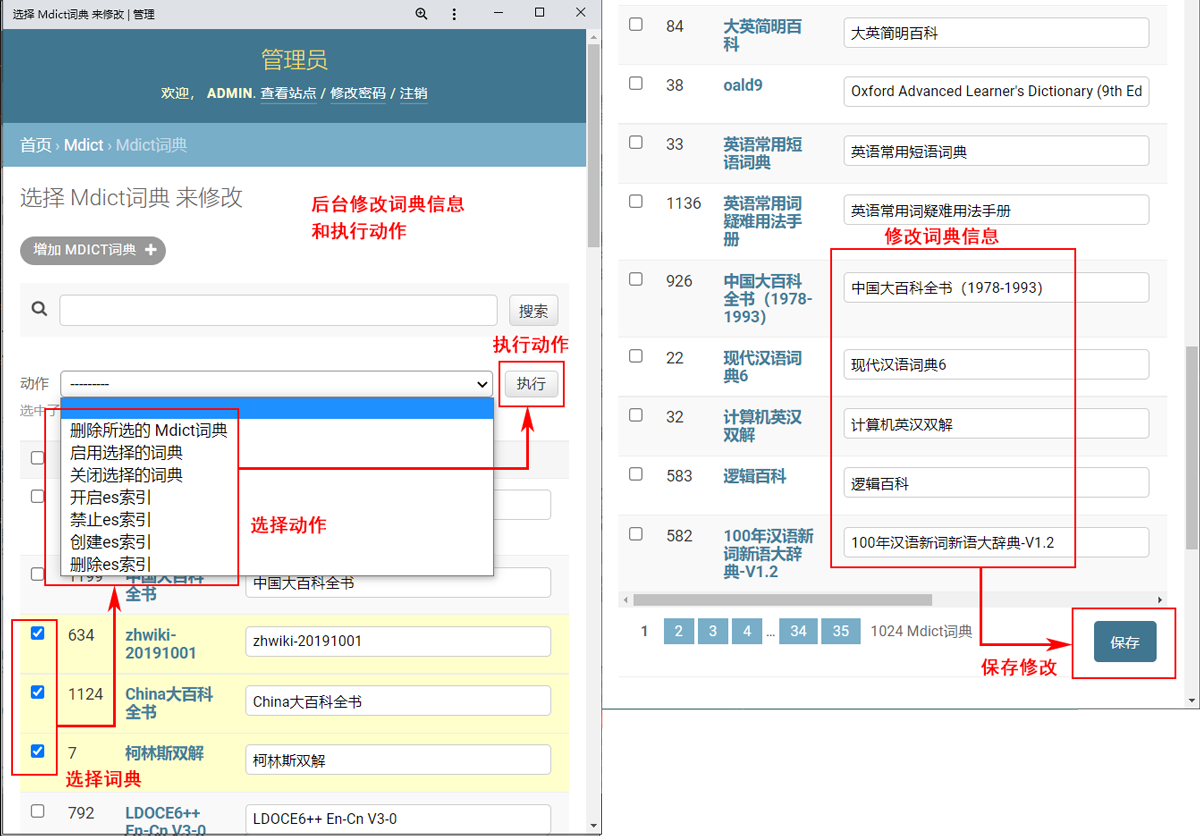 选择 Mdict词典 来修改 | 管理
管理员
欢迎， ADMIN. 查看站点 / 修改密码 / 注销
首页 › Mdict › Mdict词典
选择 Mdict词典 来修改
后台修改词典信息
和执行动作
增加 MDICT词典 +
搜索
执行动作
动作
---------
执行
选中了
删除所选的 Mdict词典
启用选择的词典
关闭选择的词典
开启es索引
禁止es索引
创建es索引
删除es索引
选择动作
1199
中国大百科
全书
中国大百科全书
634
zhwiki-
20191001
zhwiki-20191001
1124
China大百科
全书
China大百科全书
7
柯林斯双解
柯林斯双解
选择词典
792
LDOCE6++
En-Cn V3-0
LDOCE6++ En-Cn V3-0
84
大英简明百
科
大英简明百科
38
oald9
Oxford Advanced Learner's Dictionary (9th Ed
33
英语常用短
语词典
英语常用短语词典
1136
英语常用词
疑难用法手
册
英语常用词疑难用法手册
修改词典信息
926
中国大百科
全书（1978-
1993）
中国大百科全书（1978-1993）
22
现代汉语词
典6
现代汉语词典6
32
计算机英汉
双解
计算机英汉双解
583
逻辑百科
逻辑百科
582
100年汉语新
词新语大辞
典-V1.2
100年汉语新词新语大辞典-V1.2
1 2 3 4 ... 34 35 1024 Mdict词典
保存
保存修改